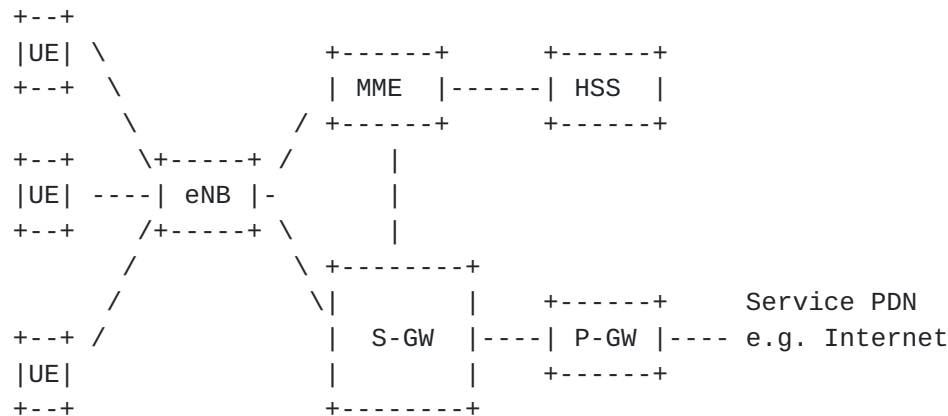 +--+
|UE| \                 +------+       +------+
+--+  \                | MME  |------| HSS  |
       \             / +------+       +------+
+--+    \+-----+ /       |
|UE| ----| eNB |-        |
+--+    /+-----+ \       |
       /          \ +--------+
      /            \|        |    +------+     Service PDN
+--+ /              |  S-GW  |----| P-GW |---- e.g. Internet
|UE|                |        |    +------+
+--+                +--------+